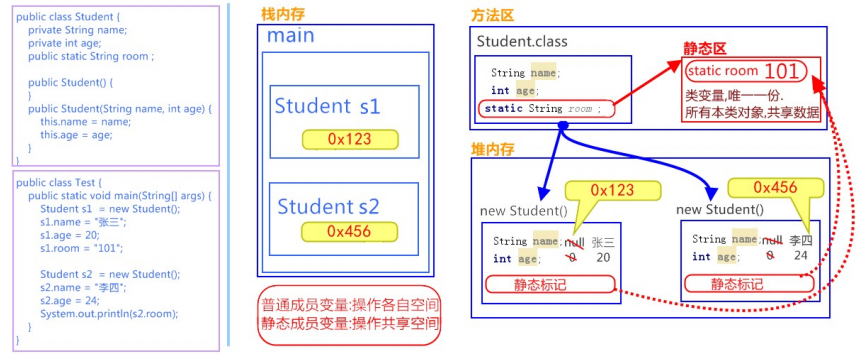 public class Student {
private String name;
private int age;
public static String room ;
public Student() {
}
public Student(String name, int age) {
this.name = name;
this.age = age;
}
}
public class Test {
public static void main(String[] args) {
Student s1  = new Student();
s1.name = "张三";
s1.age = 20;
s1.room = "101";
Student s2  = new Student();
s2.name = "李四";
s2.age = 24;
System.out.println(s2.room);
}
}
栈内存
main
Student s1
0x123
Student s2
0x456
普通成员变量:操作各自空间
静态成员变量:操作共享空间
方法区
Student.class
String name;
int age;
static String room ;
静态区
static room 101
类变量,唯一一份.
所有本类对象,共享数据
堆内存
0x123
new Student()
String name; null 张三
int age; 0 20
静态标记
0x456
new Student()
String name; null 李四
int age; 0 24
静态标记